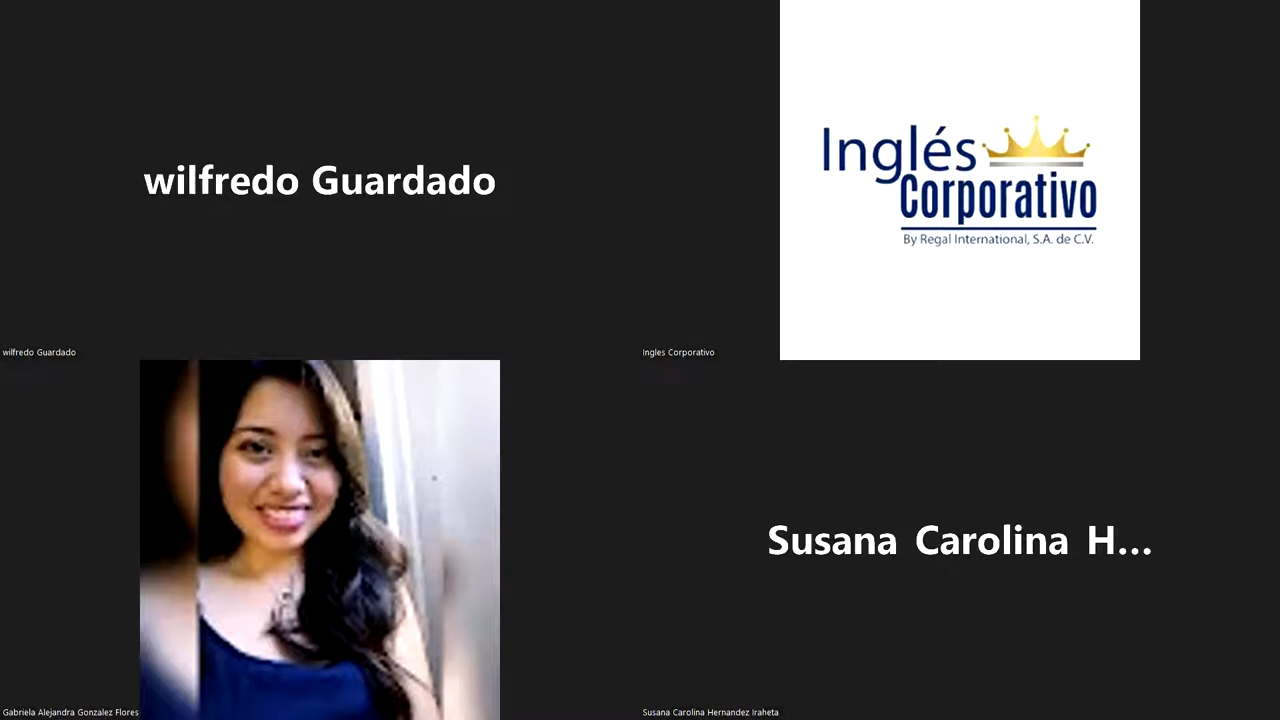 wilfredo Guardado
wilfredo Guardado
Inglés
Corporativo
By Regal International, S.A. de C.V.
Ingles Corporativo
Gabriela Alejandra Gonzalez Flores
Susana Carolina H...
Susana Carolina Hernandez Iraheta